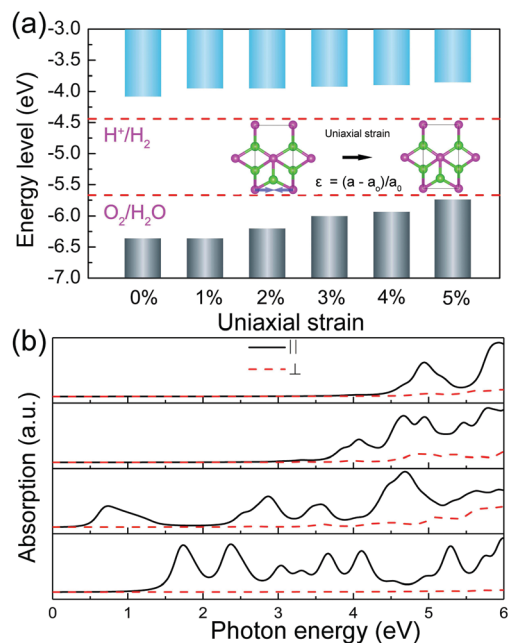 (a)
Energy level (eV)
-3.0
-3.5
-4.0
-4.5
-5.0
-5.5
-6.0
-6.5
-7.0
H⁺/H₂
Uniaxial strain
ε = (a - a₀)/a₀
O₂/H₂O
0% 1% 2% 3% 4% 5%
Uniaxial strain
(b)
||
⊥
Absorption (a.u.)
0 1 2 3 4 5 6
Photon energy (eV)